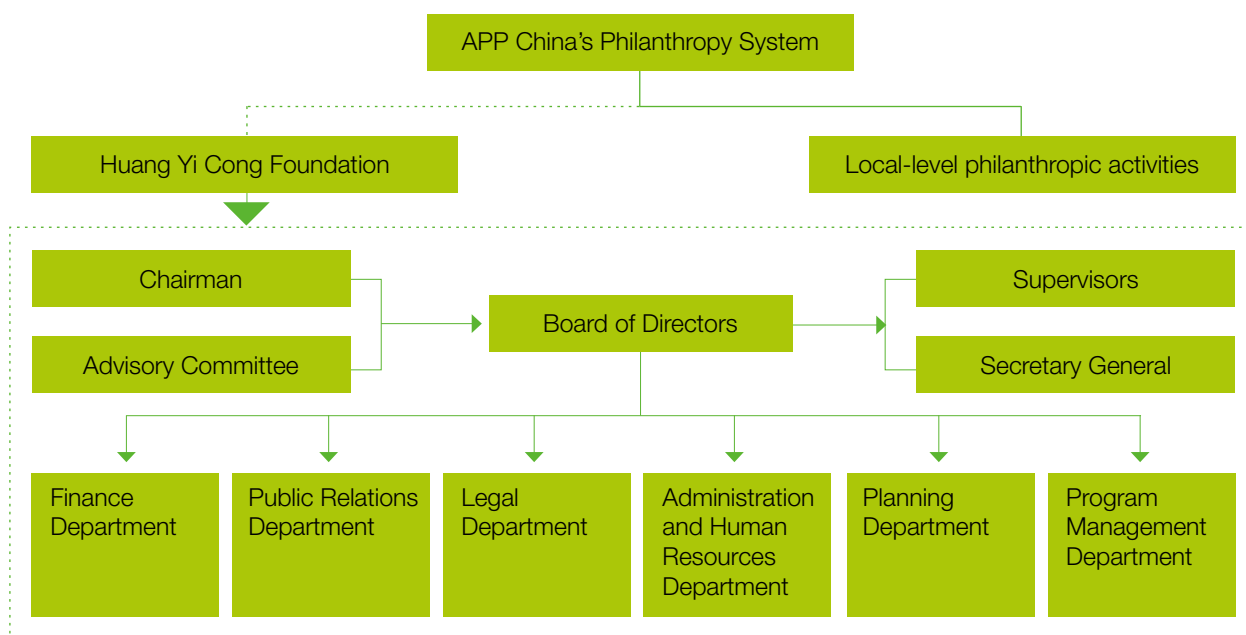 APP China’s Philanthropy System
Huang Yi Cong Foundation
Local-level philanthropic activities
Chairman
Supervisors
Board of Directors
Advisory Committee
Secretary General
Finance
Department
Public Relations
Department
Legal
Department
Administration
and Human
Resources
Department
Planning
Department
Program
Management
Department